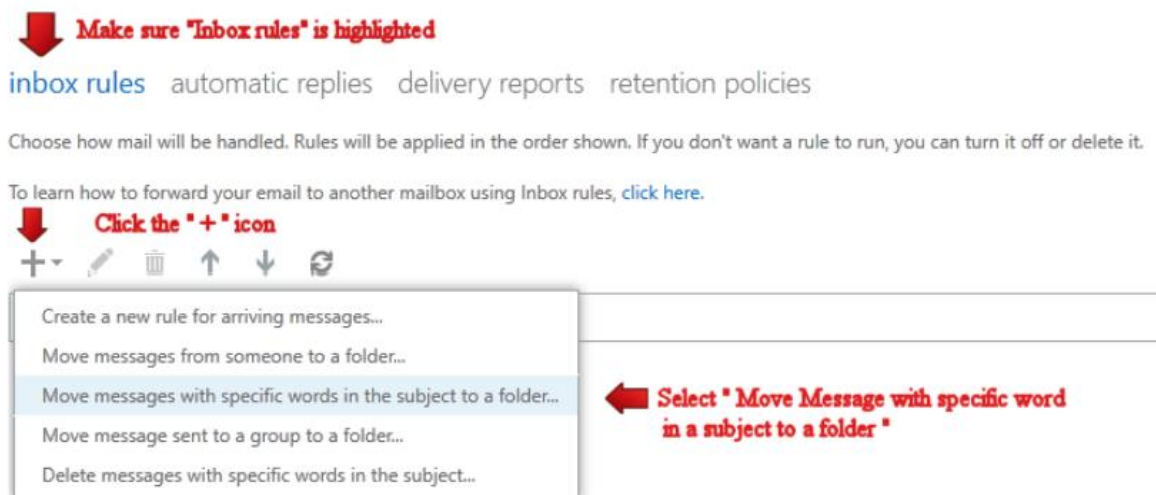 Make sure "Inbox rules" is highlighted
inbox rules automatic replies delivery reports retention policies
Choose how mail will be handled. Rules will be applied in the order shown. If you don't want a rule to run, you can turn it off or delete it.
To learn how to forward your email to another mailbox using Inbox rules, click here.
Click the "+" icon
Create a new rule for arriving messages...
Move messages from someone to a folder...
Move messages with specific words in the subject to a folder...
Select " Move Message with specific word
in a subject to a folder "
Move message sent to a group to a folder...
Delete messages with specific words in the subject...